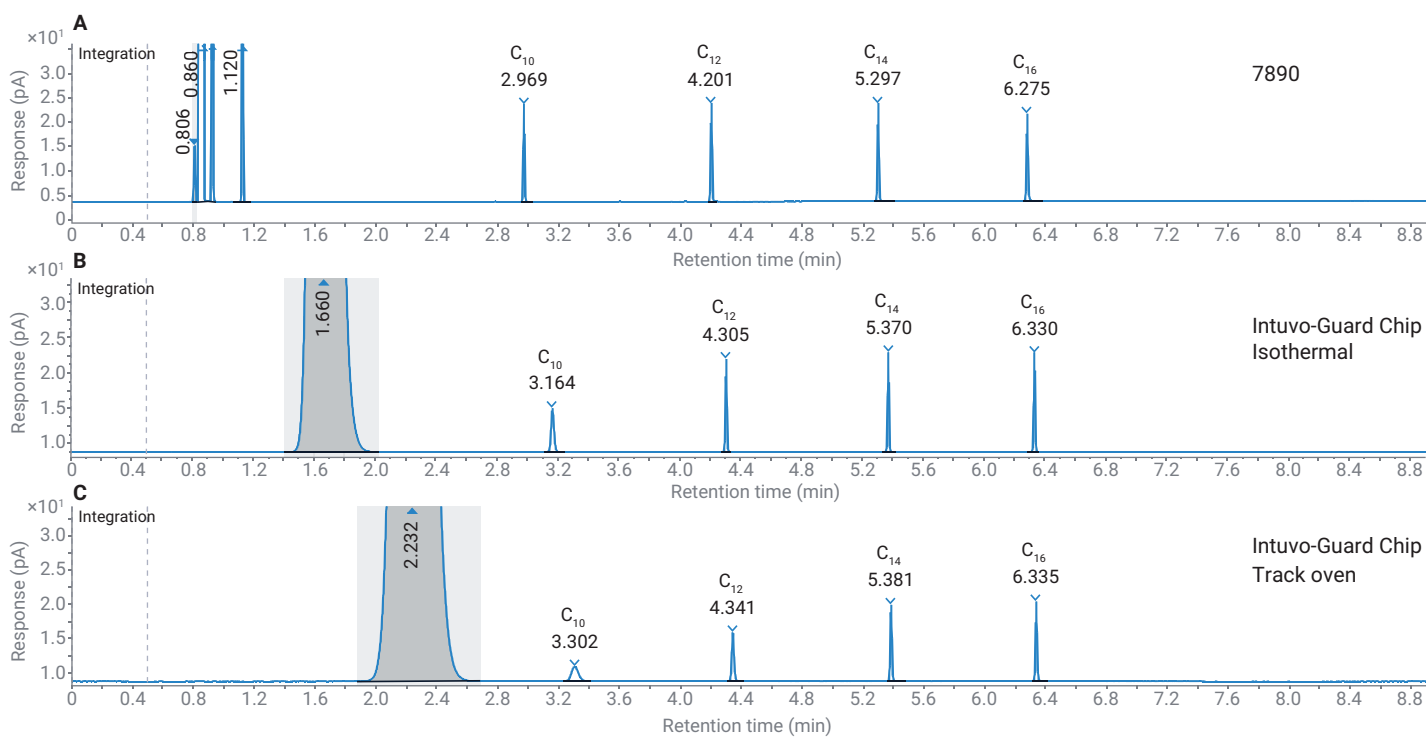 A
×10¹
Integration
Response (pA)
3.0
2.5
2.0
1.5
1.0
0.5
0
0.806
0.860
1.120
C₁₀
2.969
C₁₂
4.201
C₁₄
5.297
C₁₆
6.275
7890
0 0.4 0.8 1.2 1.6 2.0 2.4 2.8 3.2 3.6 4.0 4.4 4.8 5.2 5.6 6.0 6.4 6.8 7.2 7.6 8.0 8.4 8.8
Retention time (min)
B
×10¹
Integration
Response (pA)
3.0
2.5
2.0
1.5
1.0
1.660
C₁₀
3.164
C₁₂
4.305
C₁₄
5.370
C₁₆
6.330
Intuvo-Guard Chip
Isothermal
0 0.4 0.8 1.2 1.6 2.0 2.4 2.8 3.2 3.6 4.0 4.4 4.8 5.2 5.6 6.0 6.4 6.8 7.2 7.6 8.0 8.4 8.8
Retention time (min)
C
×10¹
Integration
Response (pA)
3.0
2.5
2.0
1.5
1.0
2.232
C₁₀
3.302
C₁₂
4.341
C₁₄
5.381
C₁₆
6.335
Intuvo-Guard Chip
Track oven
0 0.4 0.8 1.2 1.6 2.0 2.4 2.8 3.2 3.6 4.0 4.4 4.8 5.2 5.6 6.0 6.4 6.8 7.2 7.6 8.0 8.4 8.8
Retention time (min)